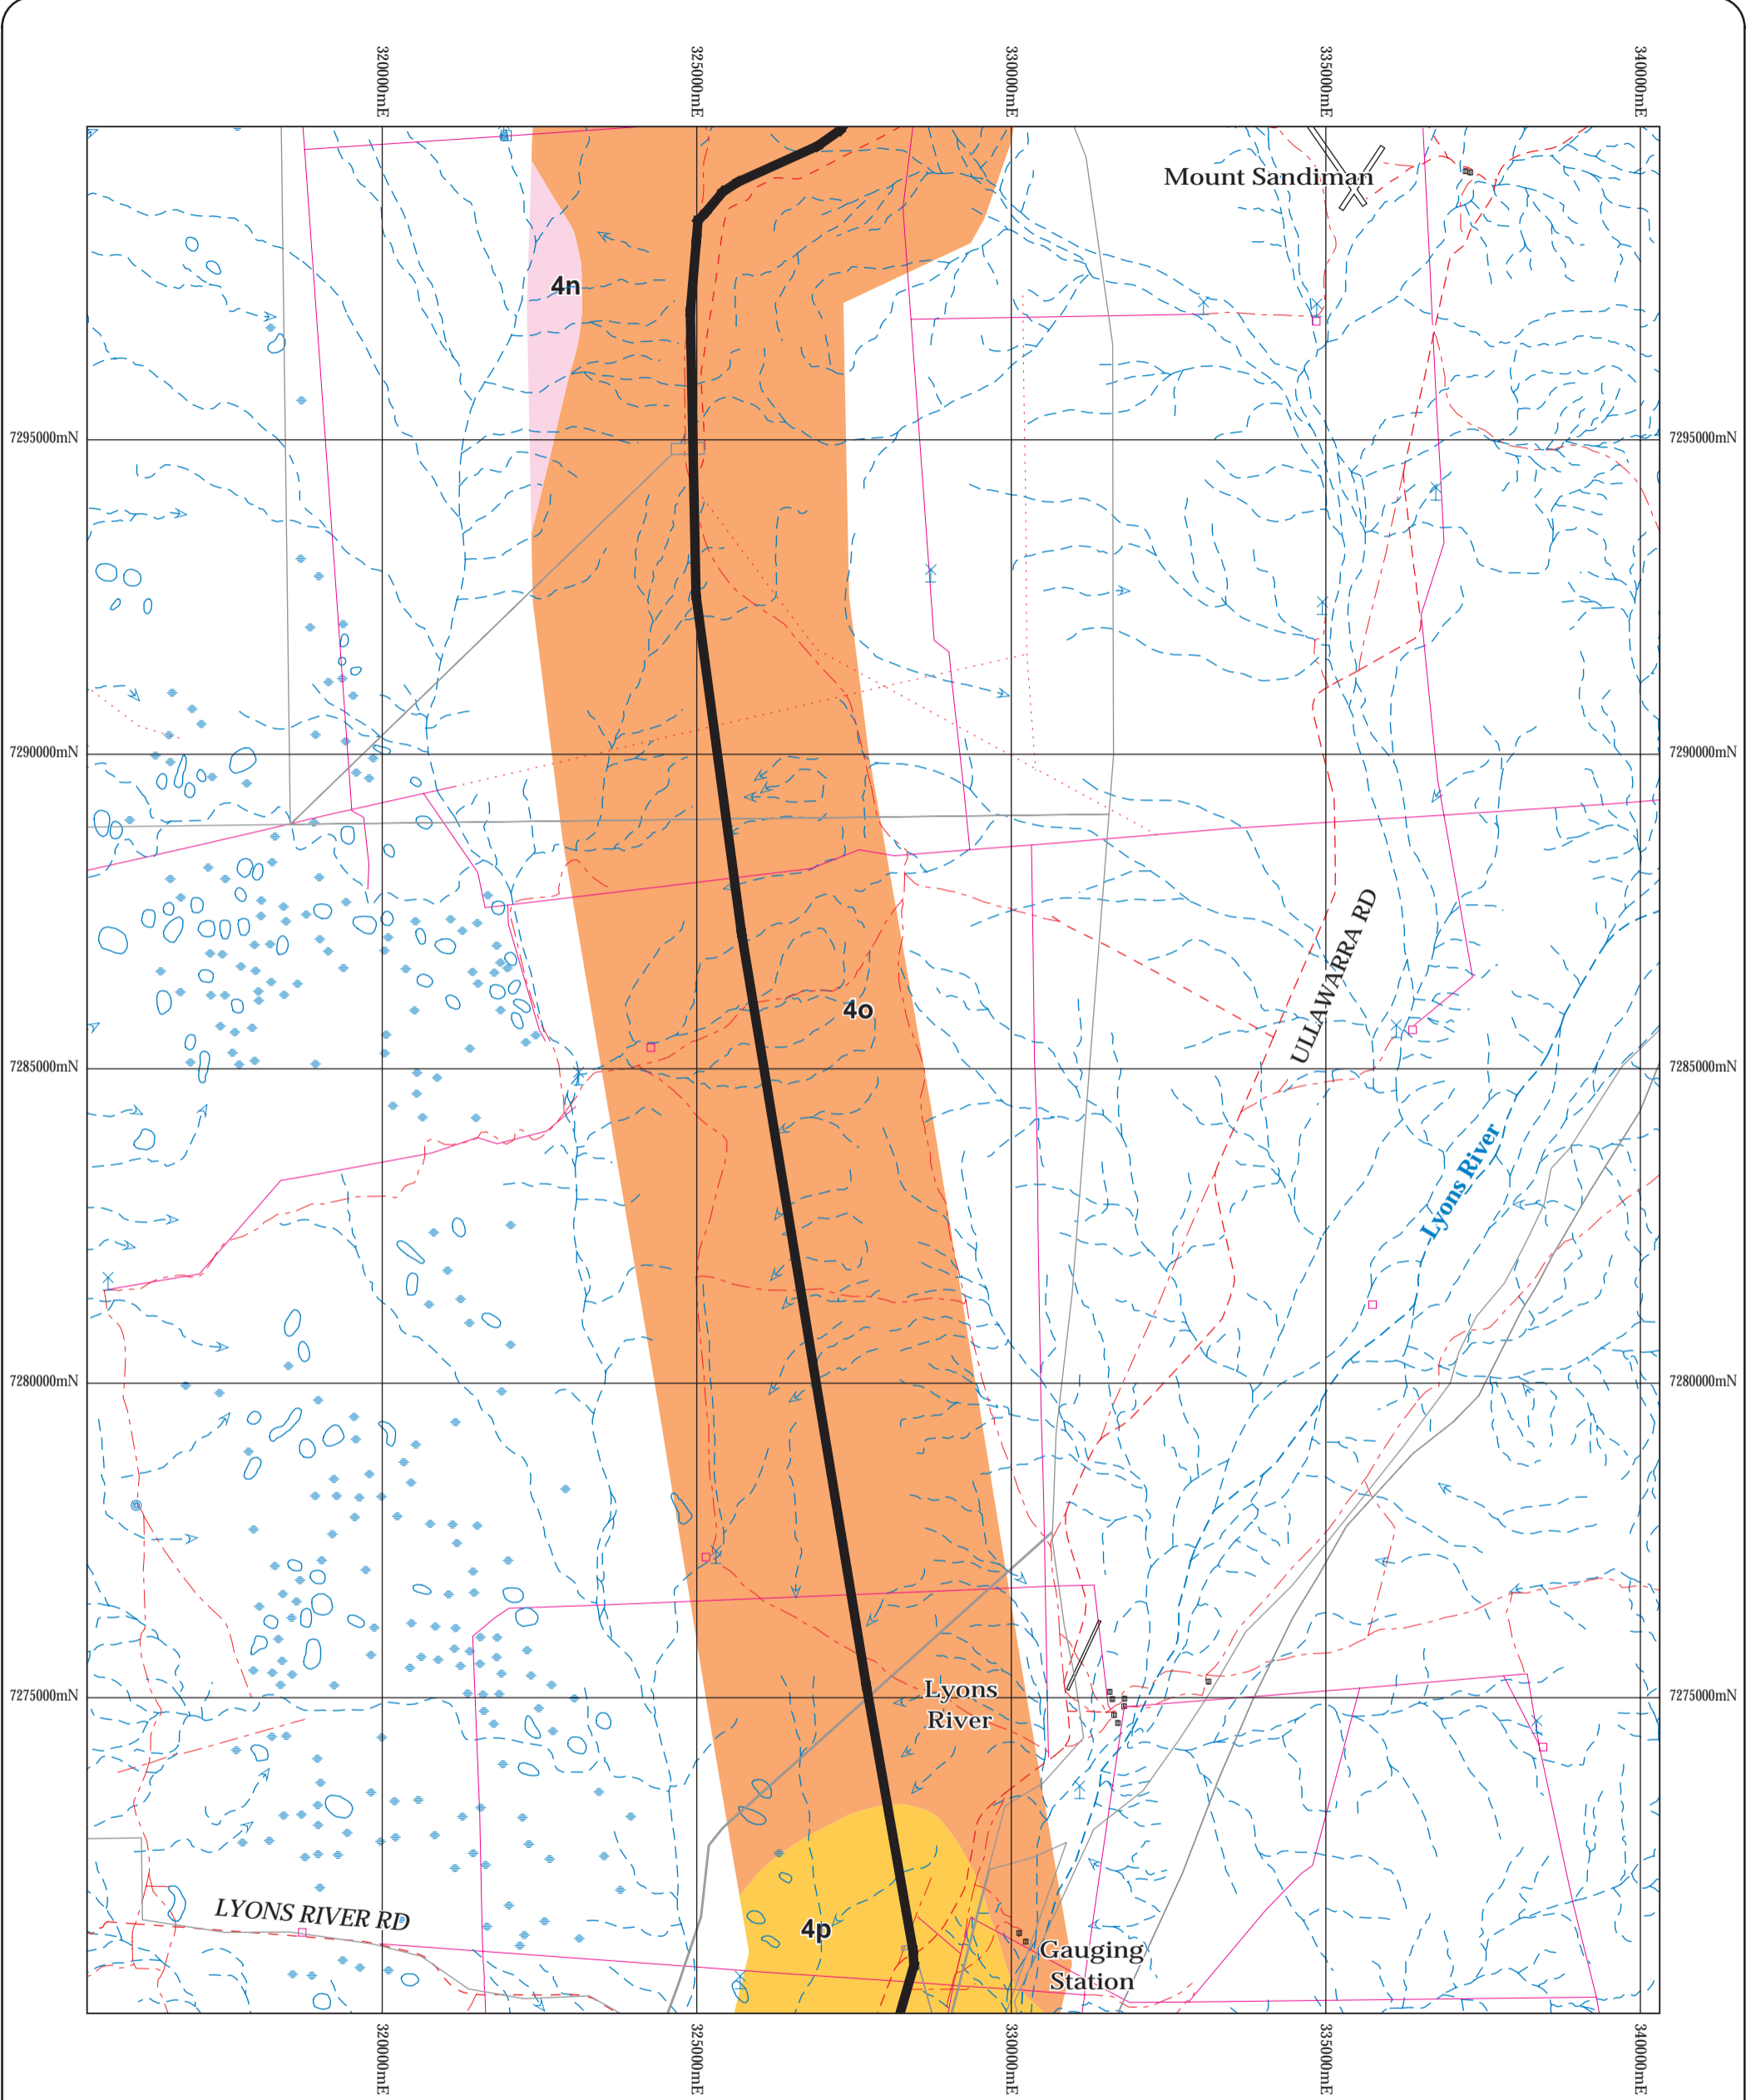 320000mE
325000mE
330000mE
335000mE
340000mE
Mount Sandiman
4n
7295000mN
7295000mN
7290000mN
7290000mN
ULLAWARRA RD
4o
7285000mN
7285000mN
Lyons River
7280000mN
7280000mN
7275000mN
Lyons
River
7275000mN
LYONS RIVER RD
4p
Gauging
Station
320000mE
325000mE
330000mE
335000mE
340000mE